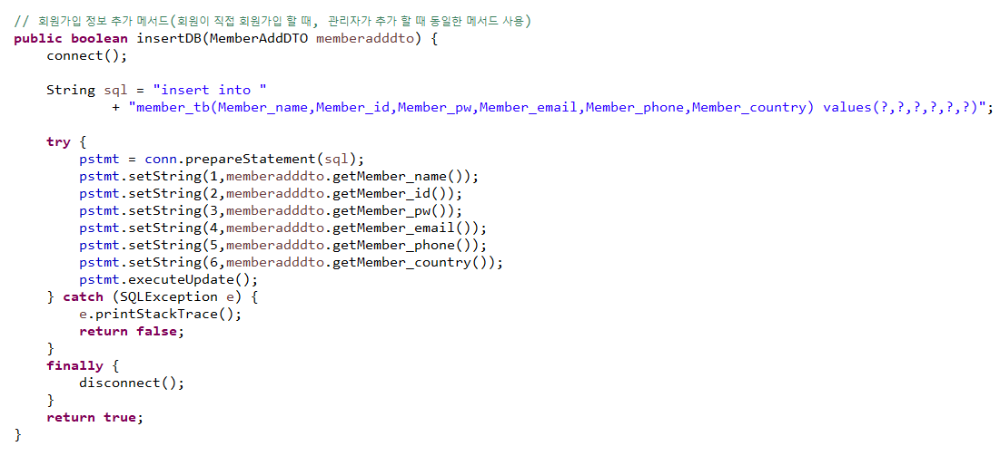 // 회원가입 정보 추가 메서드(회원이 직접 회원가입 할 때, 관리자가 추가 할 때 동일한 메서드 사용)
public boolean insertDB(MemberAddDTO memberadddto) {
    connect();

    String sql = "insert into "
            + "member_tb(Member_name,Member_id,Member_pw,Member_email,Member_phone,Member_country) values(?,?,?,?,?,?)";

    try {
        pstmt = conn.prepareStatement(sql);
        pstmt.setString(1,memberadddto.getMember_name());
        pstmt.setString(2,memberadddto.getMember_id());
        pstmt.setString(3,memberadddto.getMember_pw());
        pstmt.setString(4,memberadddto.getMember_email());
        pstmt.setString(5,memberadddto.getMember_phone());
        pstmt.setString(6,memberadddto.getMember_country());
        pstmt.executeUpdate();
    } catch (SQLException e) {
        e.printStackTrace();
        return false;
    }
    finally {
        disconnect();
    }
    return true;
}